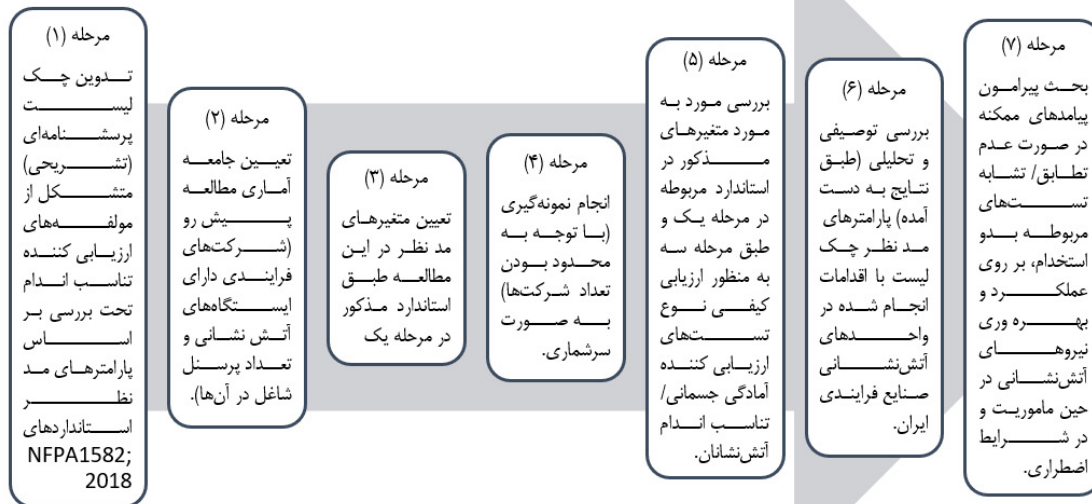 مرحله (۱)
تدوین چک
لیست
پرسشنامه‌ای
(تشریحی)
متشکل از
مولفه‌های
ارزیابی کننده
تناسب اندام
تحت بررسی بر
اساس
پارامترهای مد
نظر
استانداردهای
NFPA1582;
2018
مرحله (۲)
تعیین جامعه
آماری مطالعه
پیش رو
(شرکت‌های
فرایندی دارای
ایستگاه‌های
آتش نشانی و
تعداد پرسنل
شاغل در آن‌ها).
مرحله (۳)
تعیین متغیرهای
مد نظر در این
مطالعه طبق
استاندارد مذکور
در مرحله یک
مرحله (۴)
انجام نمونه‌گیری
(با توجه به
محدود بودن
تعداد شرکت‌ها)
به صورت
سرشماری.
مرحله (۵)
بررسی مورد به
مورد متغیرهای
مذکور در
استاندارد مربوطه
در مرحله یک و
طبق مرحله سه
به منظور ارزیابی
کیفی نوع
تست‌های
ارزیابی کننده
آمادگی جسمانی/
تناسب اندام
آتش‌نشانان.
مرحله (۶)
بررسی توصیفی
و تحلیلی (طبق
نتایج به دست
آمده) پارامترهای
مد نظر چک
لیست با اقدامات
انجام شده در
واحدهای
آتش‌نشانی
صنایع فرایندی
ایران.
مرحله (۷)
بحث پیرامون
پیامدهای ممکنه
در صورت عدم
تطابق/ تشابه
تست‌های
مربوطه بدو
استخدام، بر روی
عملکرد و
بهره وری
نیروهای
آتش‌نشانی در
حین ماموریت و
در شرایط
اضطراری.